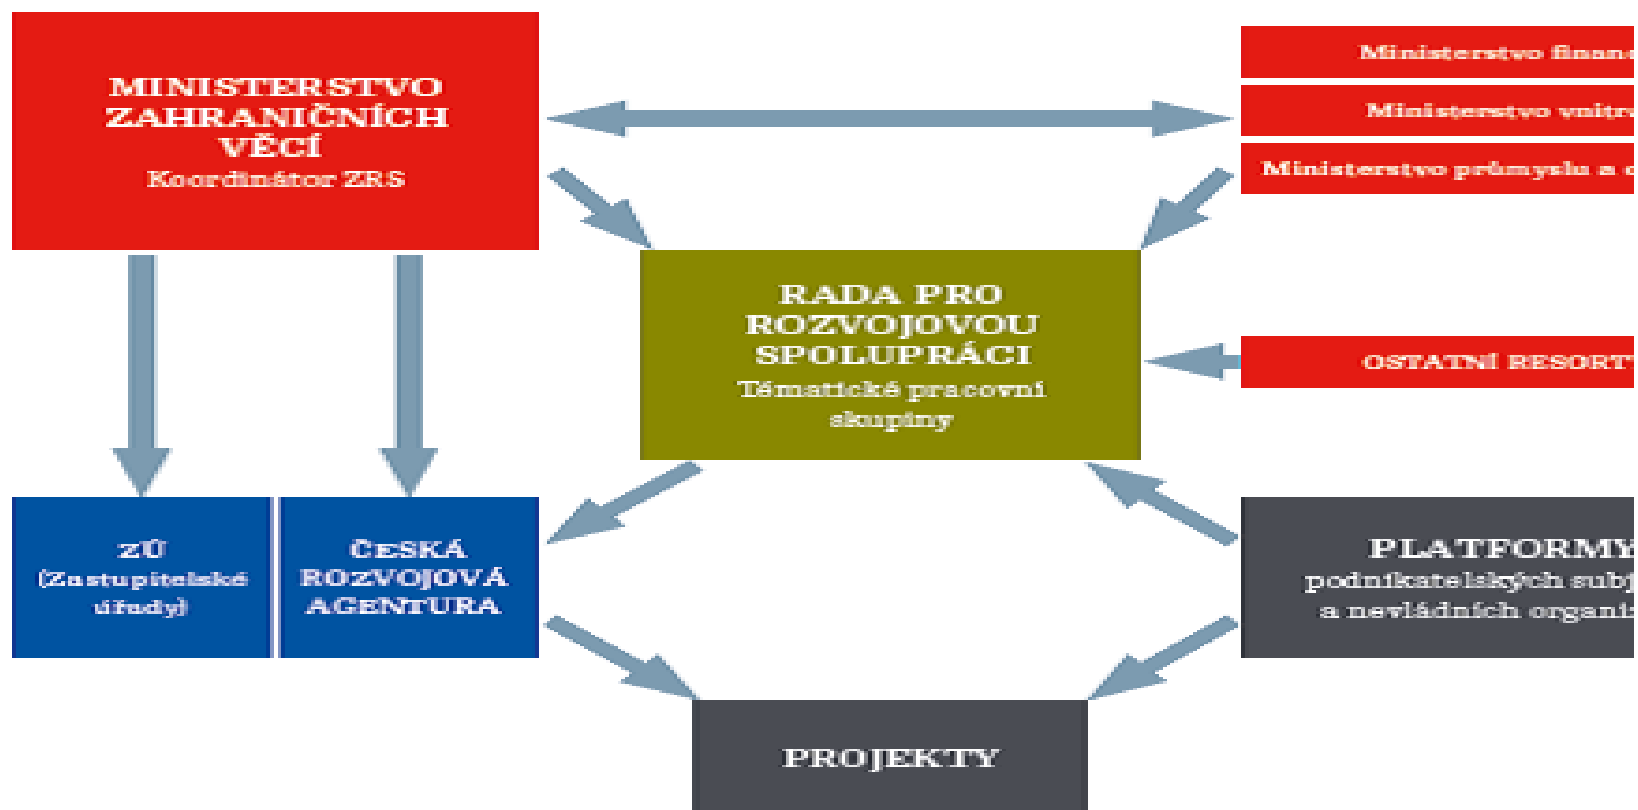 MINISTERSTVO
ZAHRANIČNÍCH
VĚCÍ
Koordinátor ZRS
Ministerstvo
Ministerstvo vnitra
Ministerstvo průmyslu a
RADA PRO
ROZVOJOVOU
SPOLUPRÁCI
Tématické pracovní
skupiny
OSTATNÍ
ZÚ
(Zastupitelské
úřady)
ČESKÁ
ROZVOJOVÁ
AGENTURA
PLATFORMY
podnikatelských
a nevládních
PROJEKTY